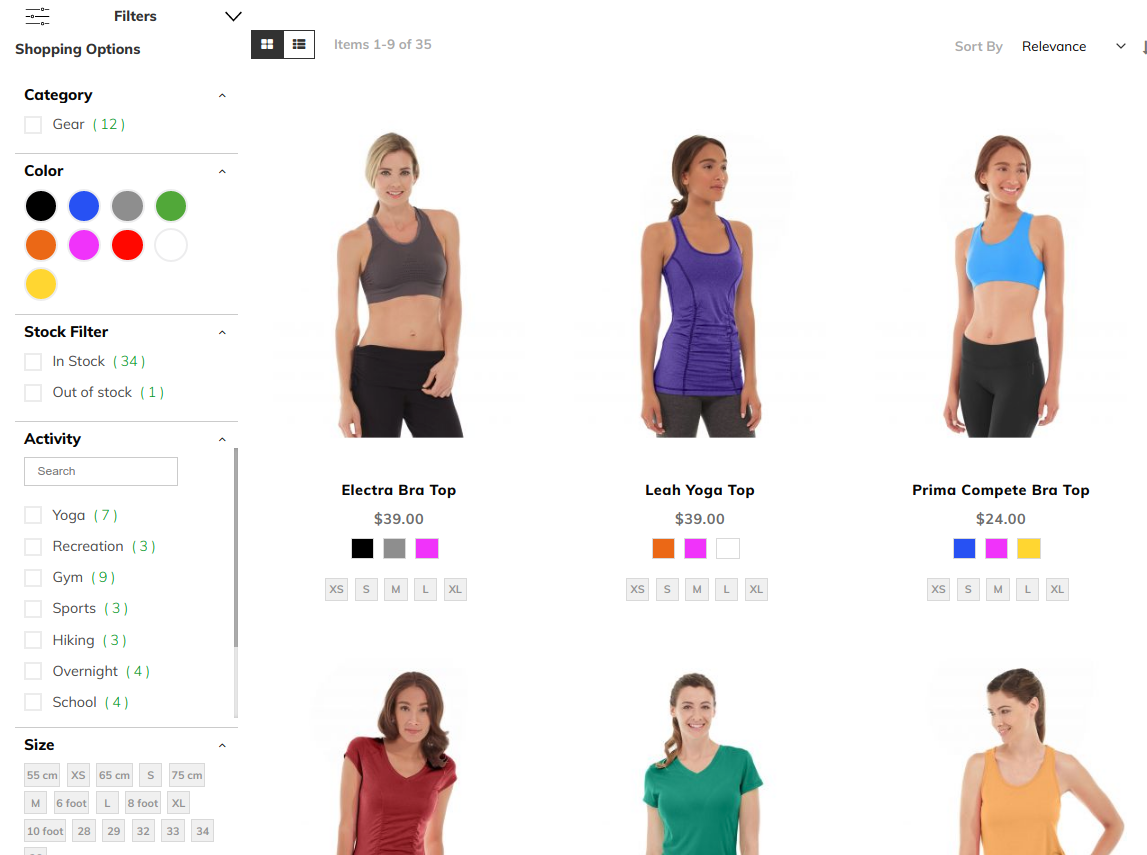 Filters
Shopping Options
Items 1-9 of 35
Sort By Relevance
Category
Gear ( 12 )
Color
Stock Filter
In Stock ( 34 )
Out of stock ( 1 )
Activity
Search
Yoga ( 7 )
Recreation ( 3 )
Gym ( 9 )
Sports ( 3 )
Hiking ( 3 )
Overnight ( 4 )
School ( 4 )
Size
55 cm XS 65 cm S 75 cm
M 6 foot L 8 foot XL
10 foot 28 29 32 33 34
Electra Bra Top
$39.00
XS S M L XL
Leah Yoga Top
$39.00
XS S M L XL
Prima Compete Bra Top
$24.00
XS S M L XL